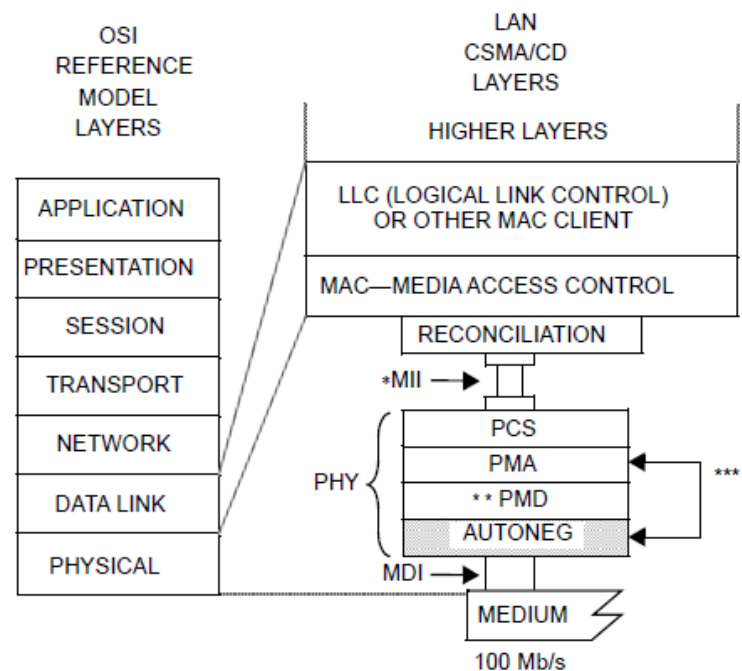 OSI
REFERENCE
MODEL
LAYERS
APPLICATION
PRESENTATION
SESSION
TRANSPORT
NETWORK
DATA LINK
PHYSICAL
LAN
CSMA/CD
LAYERS
HIGHER LAYERS
LLC (LOGICAL LINK CONTROL)
OR OTHER MAC CLIENT
MAC—MEDIA ACCESS CONTROL
RECONCILIATION
*MII
PHY
PCS
PMA
** PMD
AUTONEG
***
MDI
MEDIUM
100 Mb/s